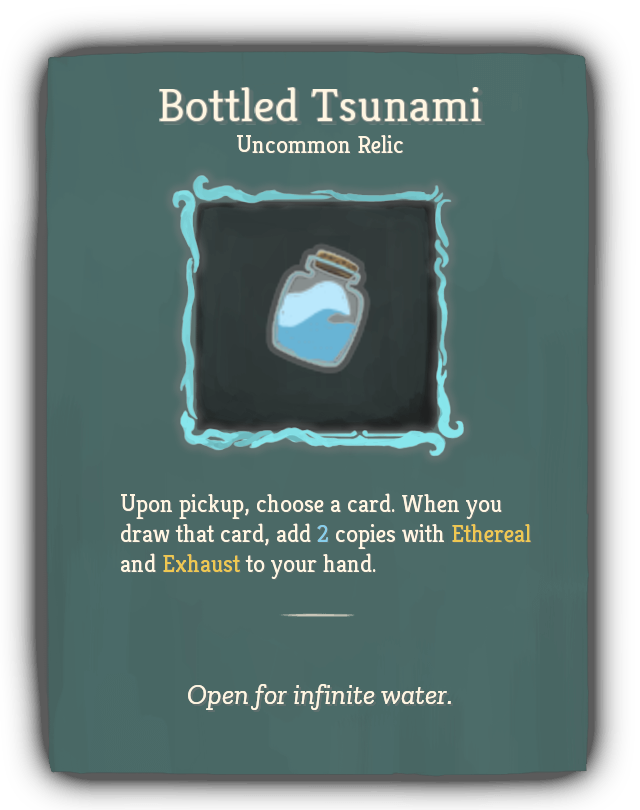 Bottled Tsunami
Uncommon Relic
Upon pickup, choose a card. When you
draw that card, add 2 copies with Ethereal
and Exhaust to your hand.
Open for infinite water.